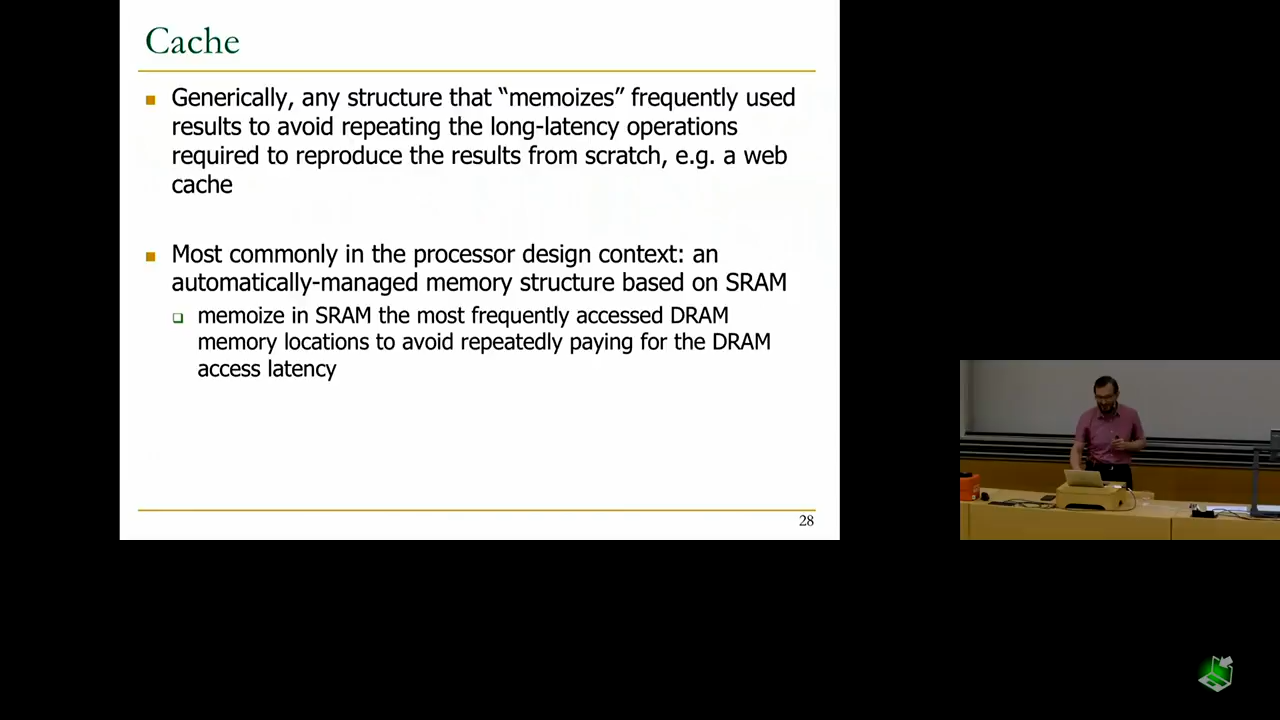 Cache
Generically, any structure that “memoizes” frequently used
results to avoid repeating the long-latency operations
required to reproduce the results from scratch, e.g. a web
cache
Most commonly in the processor design context: an
automatically-managed memory structure based on SRAM
memoize in SRAM the most frequently accessed DRAM
memory locations to avoid repeatedly paying for the DRAM
access latency
28